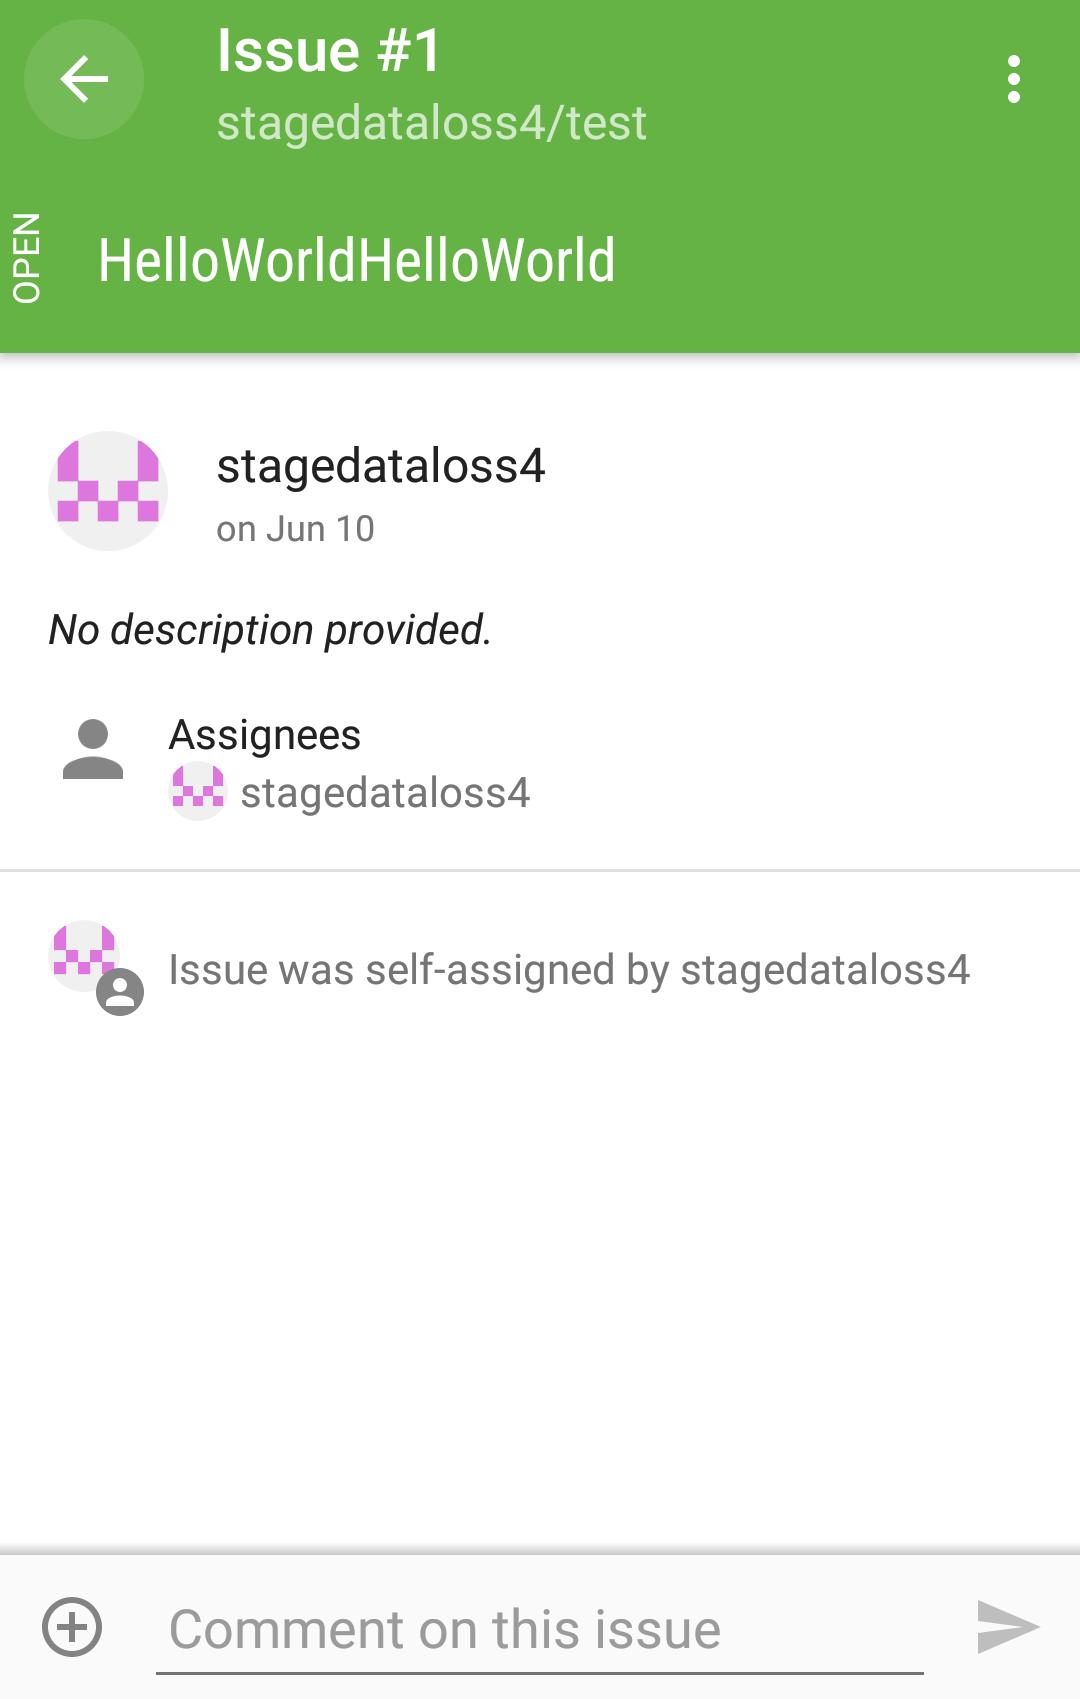 Issue #1
stagedataloss4/test
OPEN
HelloWorldHelloWorld
stagedataloss4
on Jun 10
No description provided.
Assignees
stagedataloss4
Issue was self-assigned by stagedataloss4
Comment on this issue